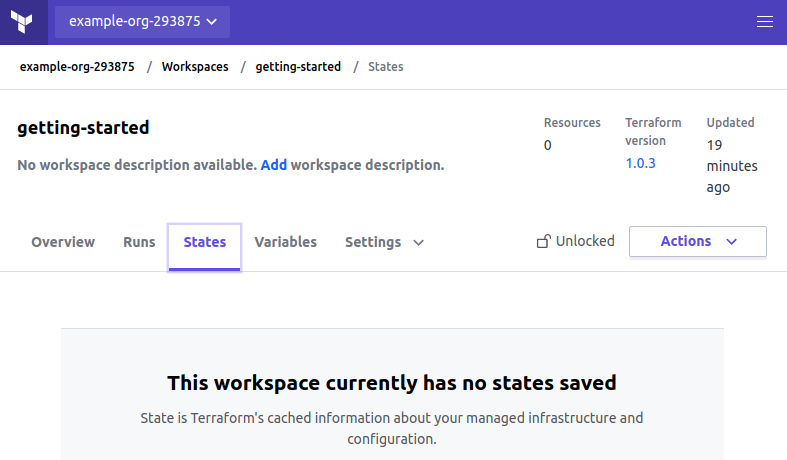 example-org-293875
example-org-293875 / Workspaces / getting-started / States
getting-started
No workspace description available. Add workspace description.
Resources
0
Terraform
version
1.0.3
Updated
19
minutes
ago
Overview Runs States Variables Settings
Unlocked
Actions
This workspace currently has no states saved
State is Terraform's cached information about your managed infrastructure and
configuration.